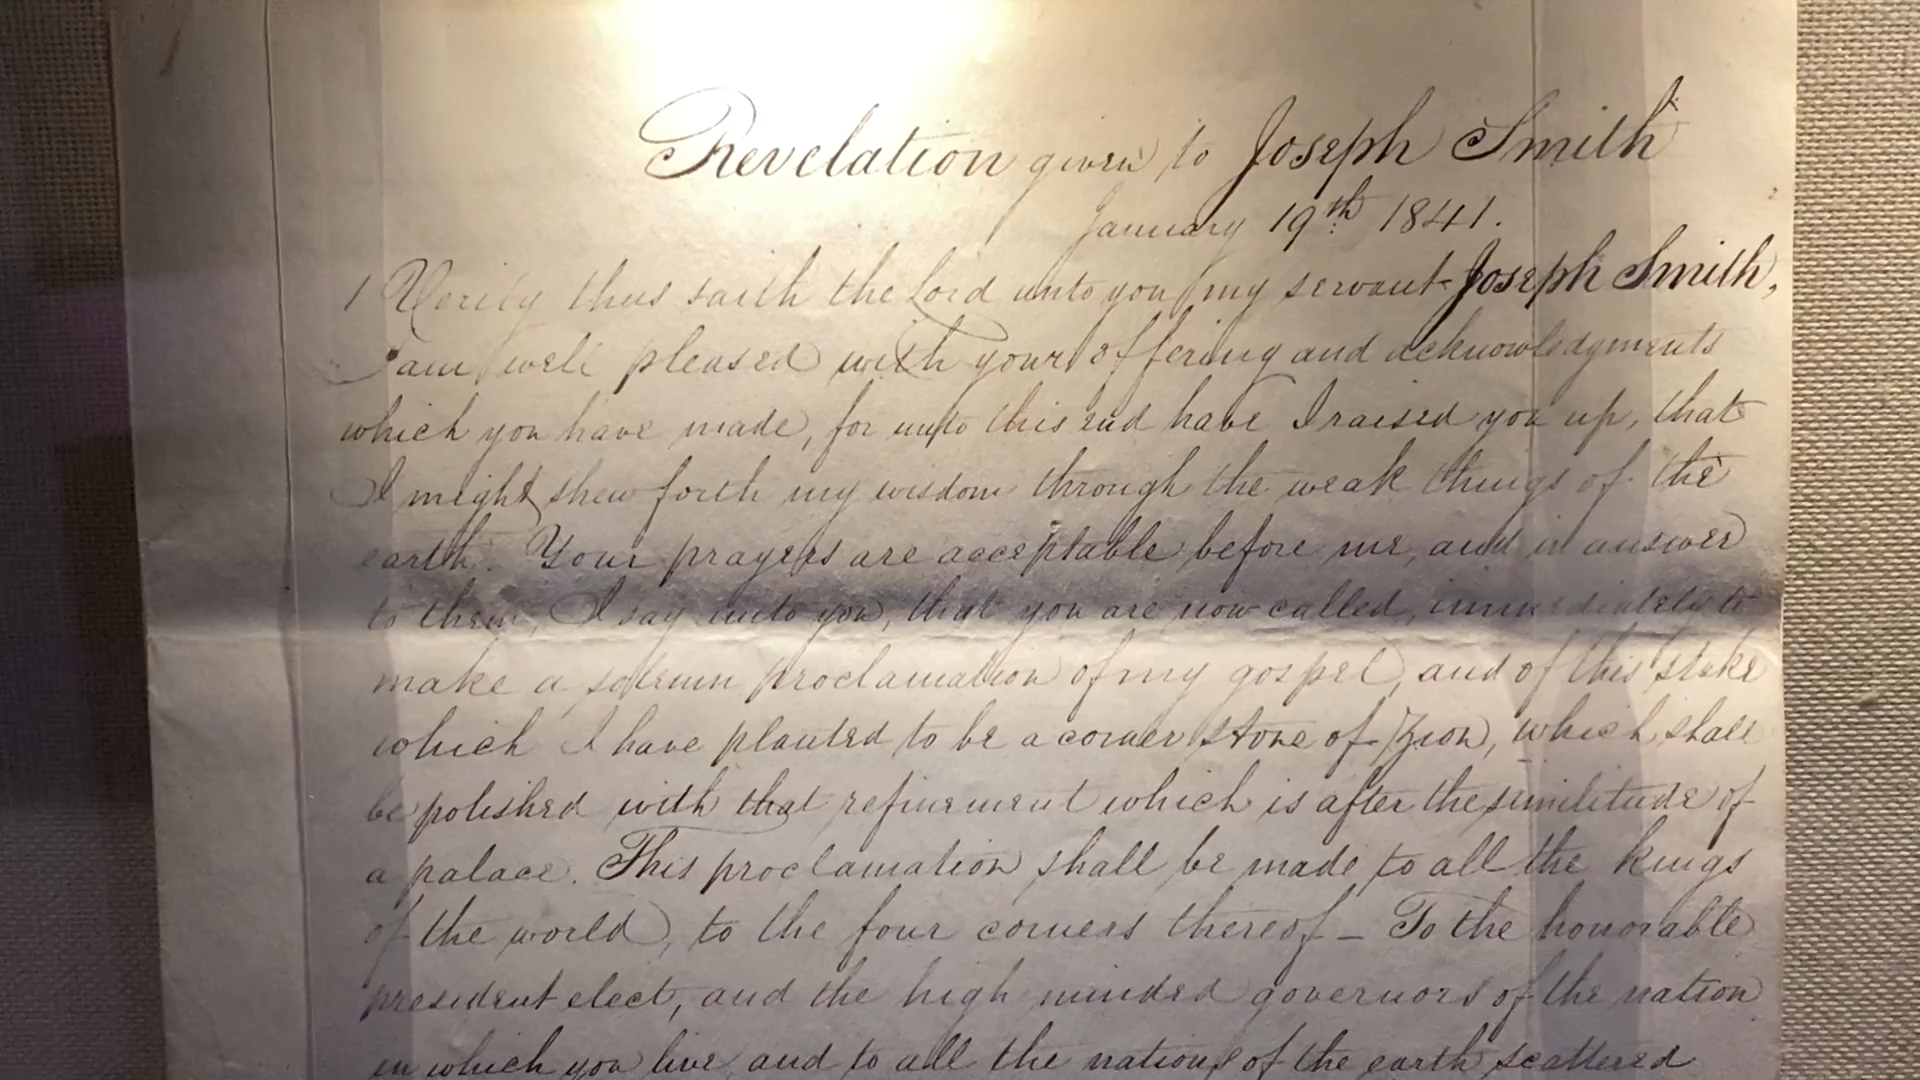 Revelation given to Joseph Smith
January 19th 1841.
1 Verily thus saith the Lord unto you my servant Joseph Smith,
I am well pleased with your offering and acknowledgments
which you have made, for unto this end have I raised you up, that
I might shew forth my wisdom through the weak things of the
earth. Your prayers are acceptable before me, and in answer
to them, I say unto you, that you are now called, immediately to
make a solemn proclamation of my gospel, and of this stake
which I have planted to be a corner stone of Zion, which shall
be polished with that refinement which is after the similitude of
a palace. This proclamation shall be made to all the kings
of the world, to the four corners thereof — To the honorable
president elect, and the high minded governors of the nation
in which you live, and to all the nations of the earth scattered